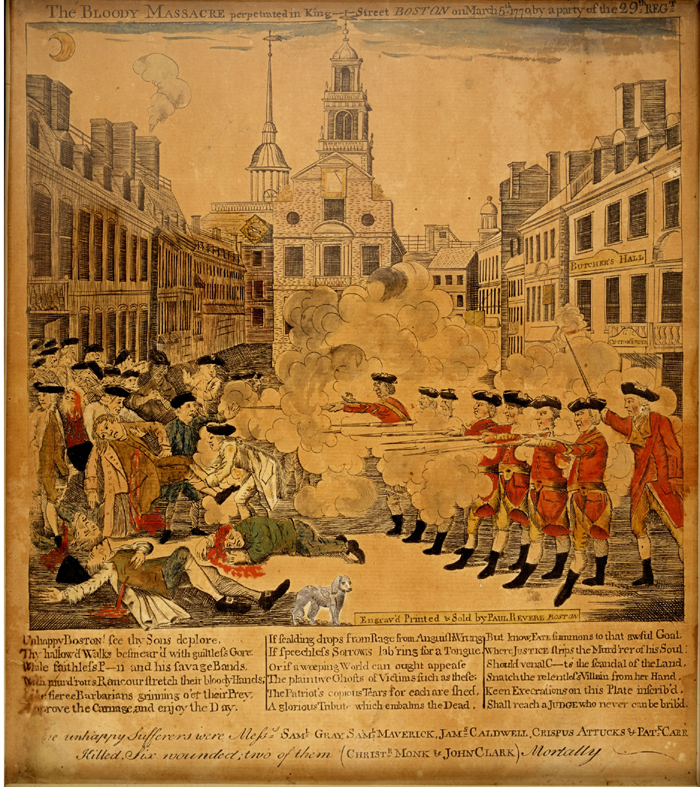 The BLOODY MASSACRE perpetrated in King Street BOSTON on March 5th 1770 by a party of the 29th REGT
BUTCHER'S HALL
Engrav'd Printed & Sold by PAUL REVERE BOSTON
Unhappy BOSTON! ſee thy Sons deplore,
Thy hallow'd Walks beſmear'd with guiltleſs Gore:
While faithleſs P—n and his ſavage Bands,
With murd'rous Rancour ſtretch their bloody Hands;
Like fierce Barbarians grinning o'er their Prey,
Approve the Carnage, and enjoy the Day.
If ſcalding drops from Rage from Anguiſh Wrung
If ſpeechleſs Sorrows lab'ring for a Tongue,
Or if a weeping World can ought appeaſe
The plaintive Ghoſts of Victims ſuch as theſe;
The Patriot's copious Tears for each are ſhed,
A glorious Tribute which embalms the Dead.
But know, FATE ſummons to that awful Goal,
Where JUSTICE ſtrips the Murd'rer of his Soul:
Should venal C—ts the ſcandal of the Land,
Snatch the relentleſs Villain from her Hand,
Keen Execrations on this Plate inſcrib'd,
Shall reach a JUDGE who never can be brib'd.
unhappy Sufferers were Meſsrs SAML GRAY, SAML MAVERICK, JAMS CALDWELL, CRISPUS ATTUCKS & PATK CARR
Killed. Six wounded; two of them (CHRISTR MONK & JOHN CLARK) Mortally